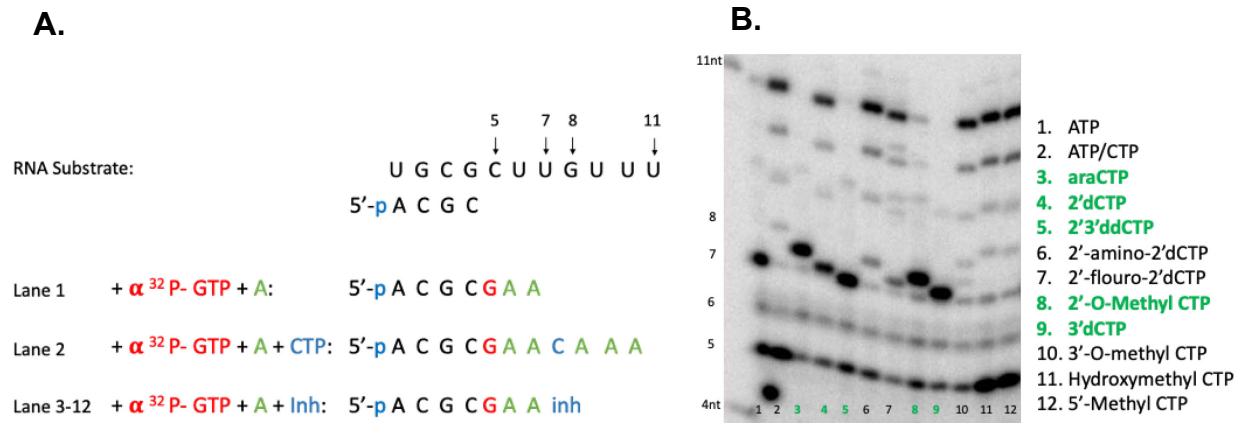 A.
5 7 8 11
RNA Substrate: U G C G C U U G U U U
5'-p A C G C
Lane 1 + α ³²P- GTP + A: 5'-p A C G C G A A
Lane 2 + α ³²P- GTP + A + CTP: 5'-p A C G C G A A C A A A
Lane 3-12 + α ³²P- GTP + A + Inh: 5'-p A C G C G A A inh
B.
11nt
8
7
6
5
4nt
1 2 3 4 5 6 7 8 9 10 11 12
1. ATP
2. ATP/CTP
3. araCTP
4. 2'dCTP
5. 2'3'ddCTP
6. 2'-amino-2'dCTP
7. 2'-flouro-2'dCTP
8. 2'-O-Methyl CTP
9. 3'dCTP
10. 3'-O-methyl CTP
11. Hydroxymethyl CTP
12. 5'-Methyl CTP